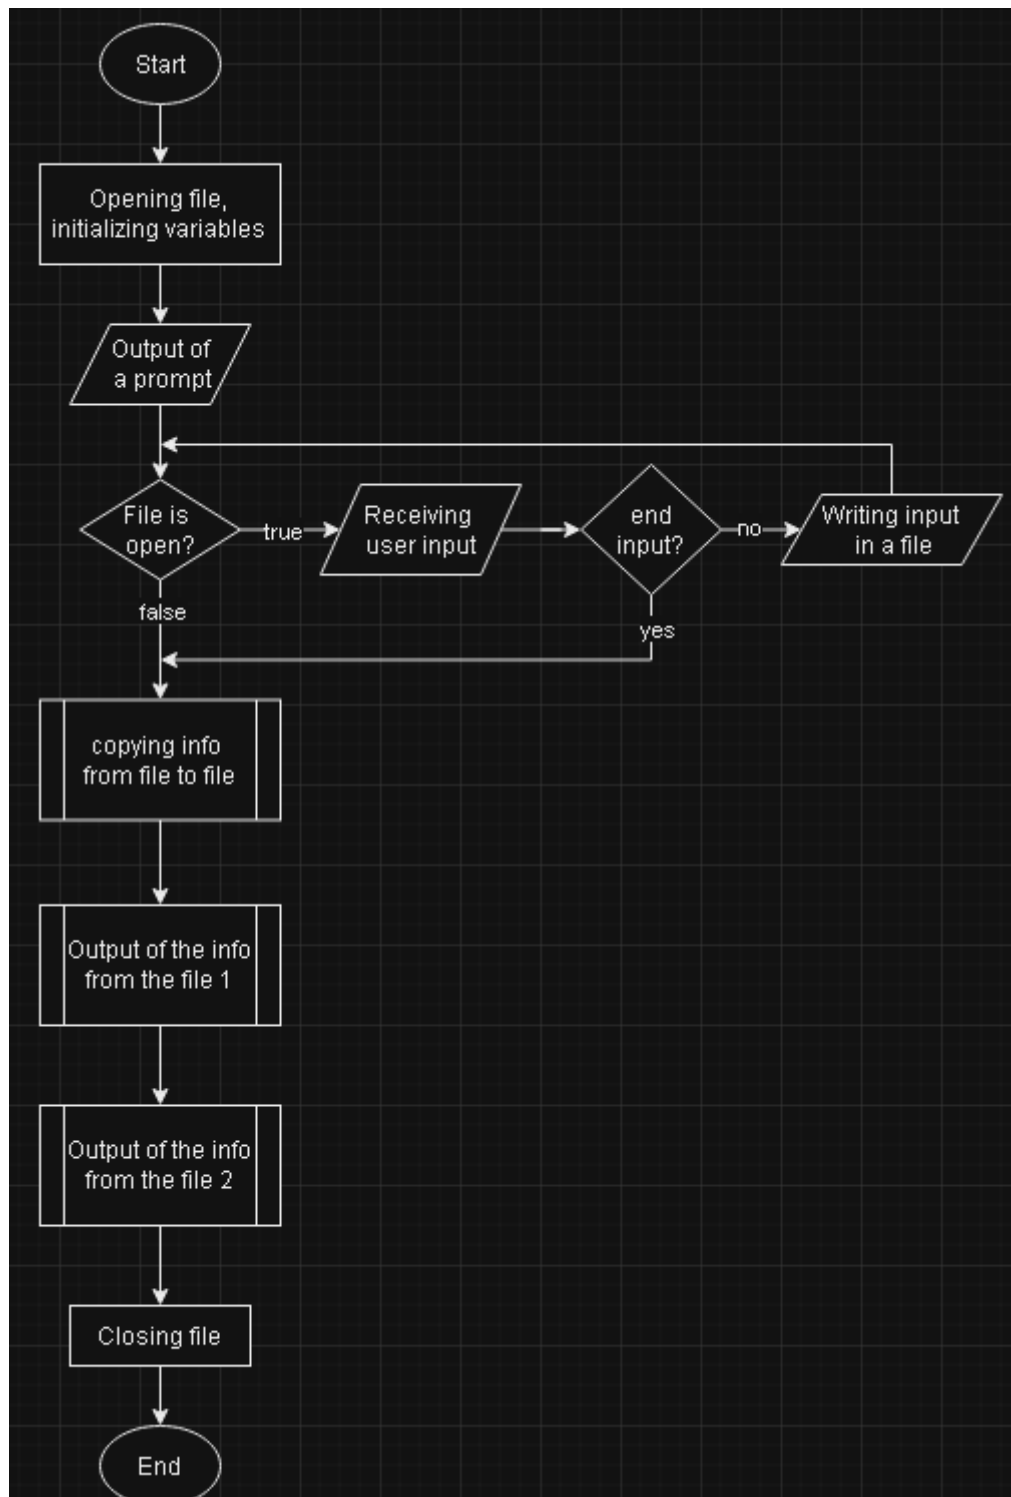 Start
Opening file,
initializing variables
Output of
a prompt
File is
open?
true
Receiving
user input
end
input?
no
Writing input
in a file
false
yes
copying info
from file to file
Output of the info
from the file 1
Output of the info
from the file 2
Closing file
End